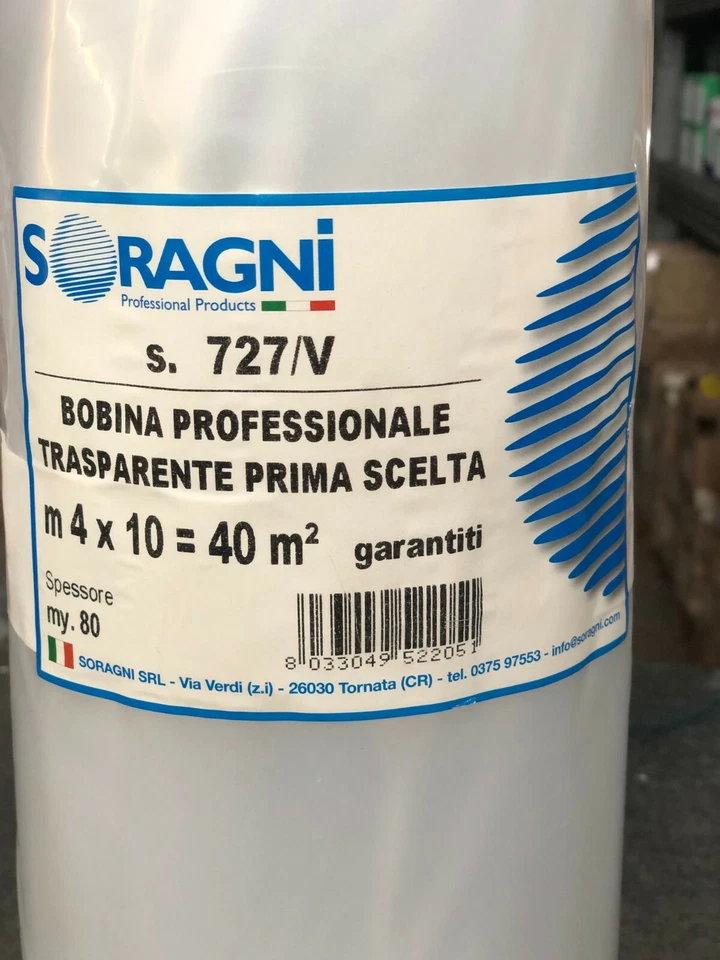 SORAGNi
Professional Products
s. 727/V
BOBINA PROFESSIONALE
TRASPARENTE PRIMA SCELTA
m 4 x 10 = 40 m² garantiti
Spessore
my. 80
8 033049 522051
SORAGNI SRL - Via Verdi (z.i) - 26030 Tornata (CR) - tel. 0375 97553 - info@soragni.com